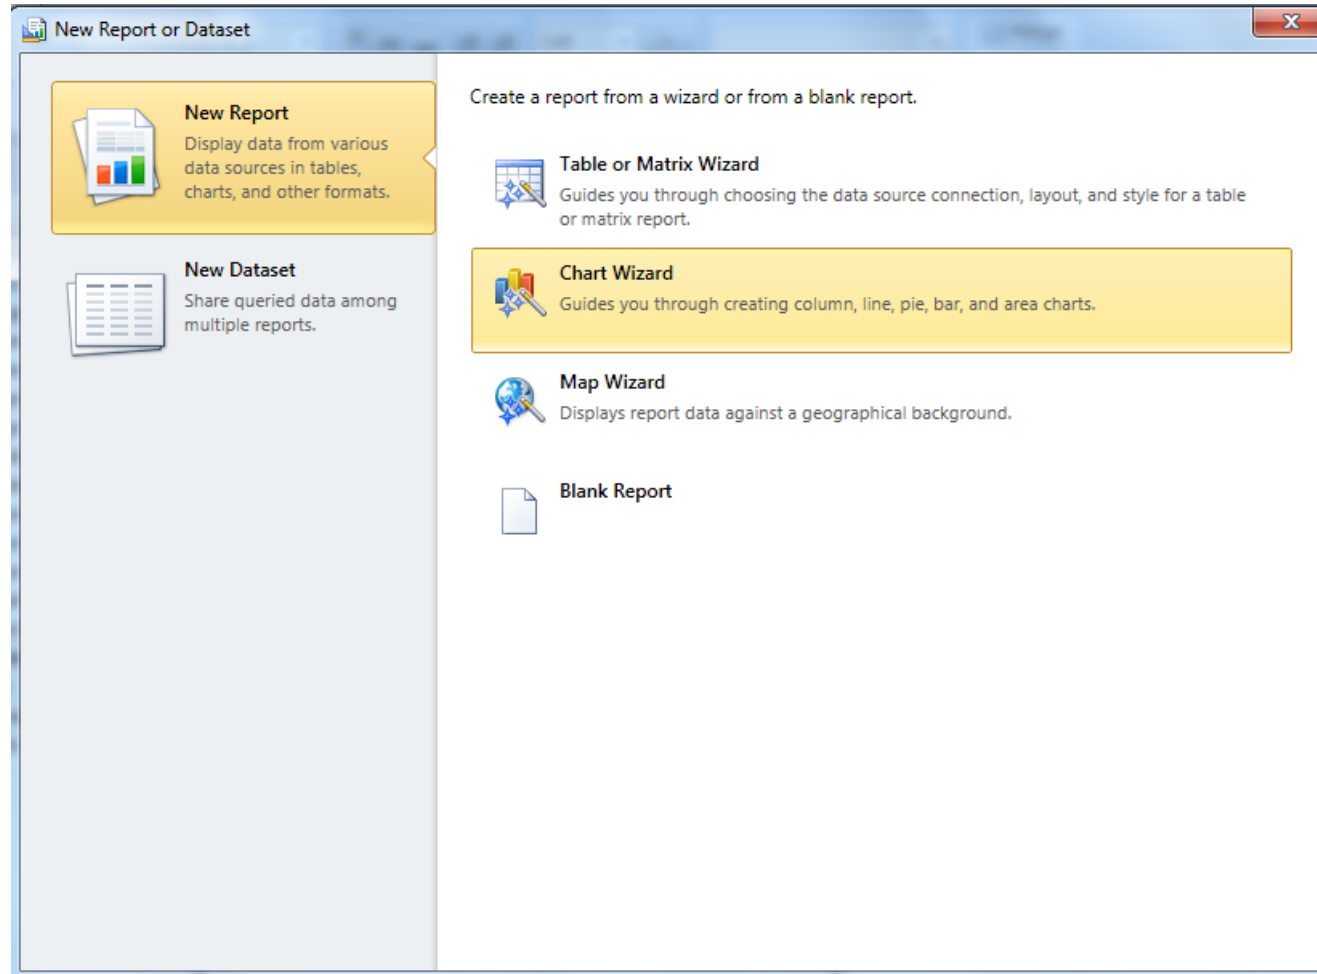 New Report or Dataset
New Report
Display data from various
data sources in tables,
charts, and other formats.
New Dataset
Share queried data among
multiple reports.
Create a report from a wizard or from a blank report.
Table or Matrix Wizard
Guides you through choosing the data source connection, layout, and style for a table
or matrix report.
Chart Wizard
Guides you through creating column, line, pie, bar, and area charts.
Map Wizard
Displays report data against a geographical background.
Blank Report